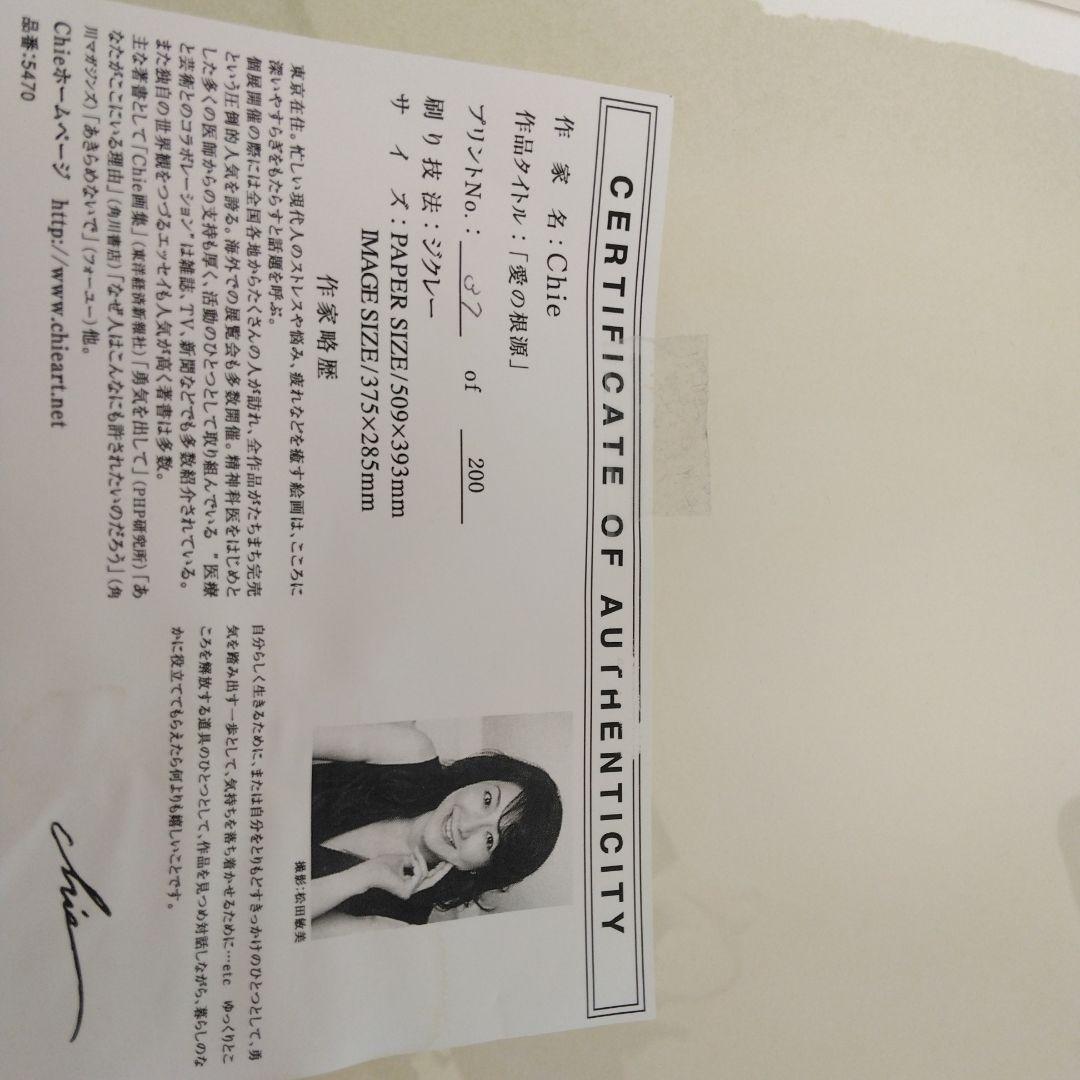 CERTIFICATE OF AUTHENTICITY
作家名：Chie
作品タイトル：「愛の根源」
プリントNo.： 37 of 200
刷り技法：ジクレー
サイズ：PAPER SIZE/509×393mm
IMAGE SIZE/375×285mm
作家略歴
東京在住。忙しい現代人のストレスや悩み、疲れなどを癒す絵画は、こころに
深いやすらぎをもたらすと話題を呼ぶ。
個展開催の際には全国各地からたくさんの人が訪れ、全作品がたちまち完売
という圧倒的人気を誇る。海外での展覧会も多数開催。精神科医をはじめと
した多くの医師からの支持も厚く、活動のひとつとして取り組んでいる "医療
と芸術とのコラボレーション"は雑誌、TV、新聞などでも多数紹介されている。
また独自の世界観をつづるエッセイも人気が高く著書は多数。
主な著書として「Chie画集」(東洋経済新報社)「勇気を出して」(PHP研究所)「あ
なたがここにいる理由」(角川書店)「なぜ人はこんなにも許されたいのだろう」(角
川マガジンズ)「あきらめないで」(フォーユー)他。
Chieホームページ http://www.chieart.net
品番:5470
撮影:松田敏美
自分らしく生きるために、または自分をとりもどすきっかけのひとつとして、勇
気を踏み出す一歩として、気持ちを落ち着かせるために…etc ゆっくりとこ
ころを解放する道具のひとつとして、作品を見つめ対話しながら、暮らしのな
かに役立ててもらえたら何よりも嬉しいことです。
Chie